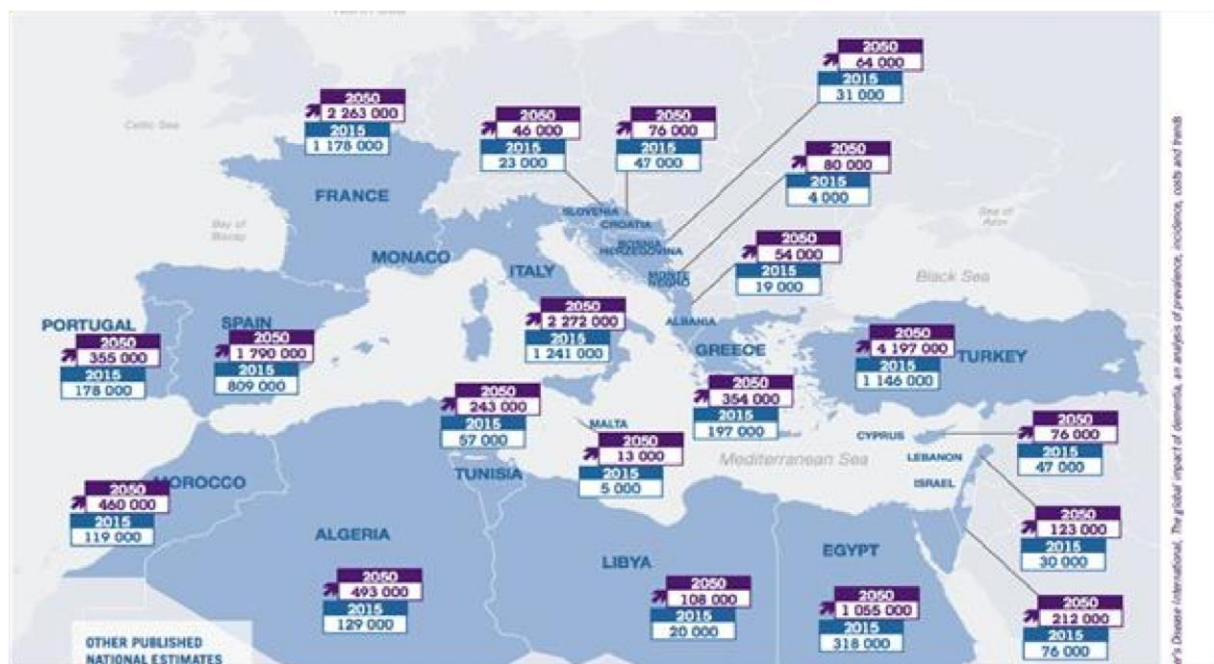 2050
64 000
2015
31 000
2050
2 263 000
2015
1 178 000
2050
46 000
2015
23 000
2050
76 000
2015
47 000
Celtic Sea
2050
80 000
2015
4 000
FRANCE
SLOVENIA
CROATIA
Sea of
Azov
Bay of
Biscay
BOSNIA
HERZEGOVINA
2050
54 000
2015
19 000
MONACO
ITALY
MONTE
NEGRO
Black Sea
ALBANIA
PORTUGAL
2050
355 000
2015
178 000
SPAIN
2050
1 790 000
2015
809 000
2050
2 272 000
2015
1 241 000
GREECE
2050
354 000
2015
197 000
2050
4 197 000
2015
1 146 000
TURKEY
2050
243 000
2015
57 000
TUNISIA
MALTA
2050
13 000
2015
5 000
Mediterranean Sea
CYPRUS
2050
76 000
2015
47 000
LEBANON
ISRAEL
MOROCCO
2050
460 000
2015
119 000
2050
123 000
2015
30 000
ALGERIA
2050
493 000
2015
129 000
LIBYA
2050
108 000
2015
20 000
EGYPT
2050
1 055 000
2015
318 000
2050
212 000
2015
76 000
OTHER PUBLISHED
NATIONAL ESTIMATES
r's Disease International, The global impact of dementia, an analysis of prevalence, incidence, costs and trends